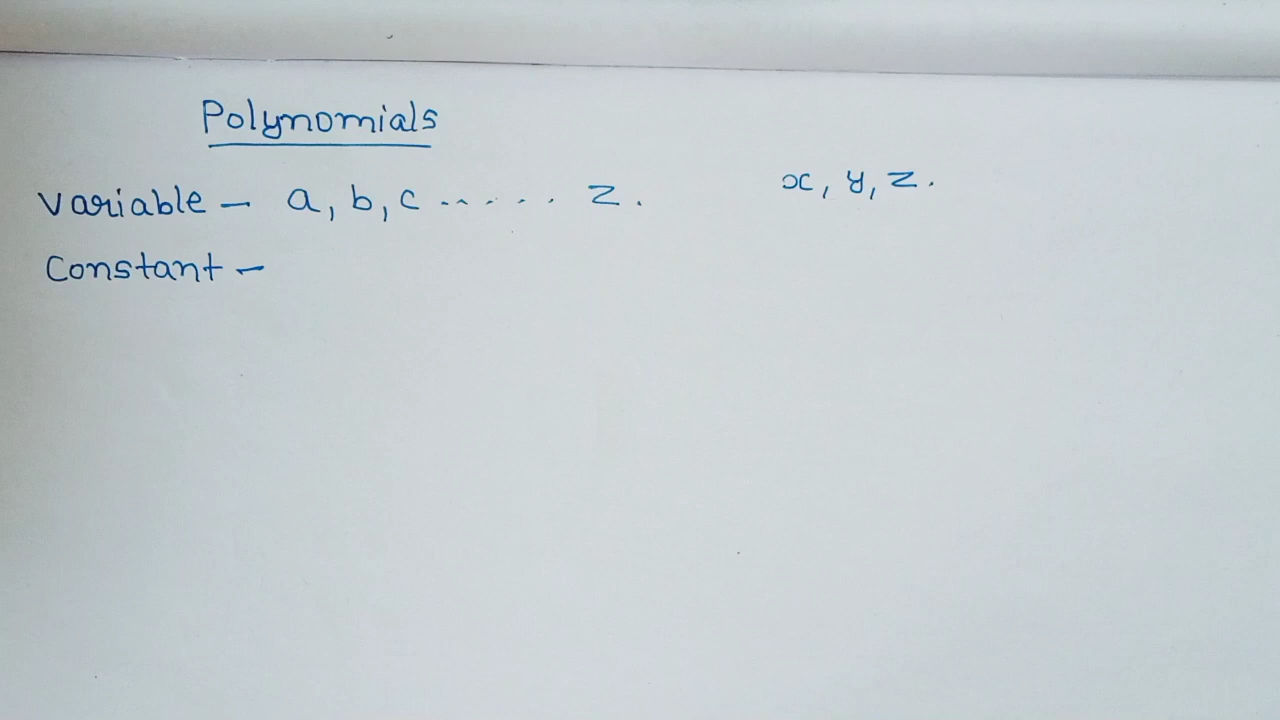 Polynomials
Variable - a, b, c ...... z. x, y, z.
Constant -